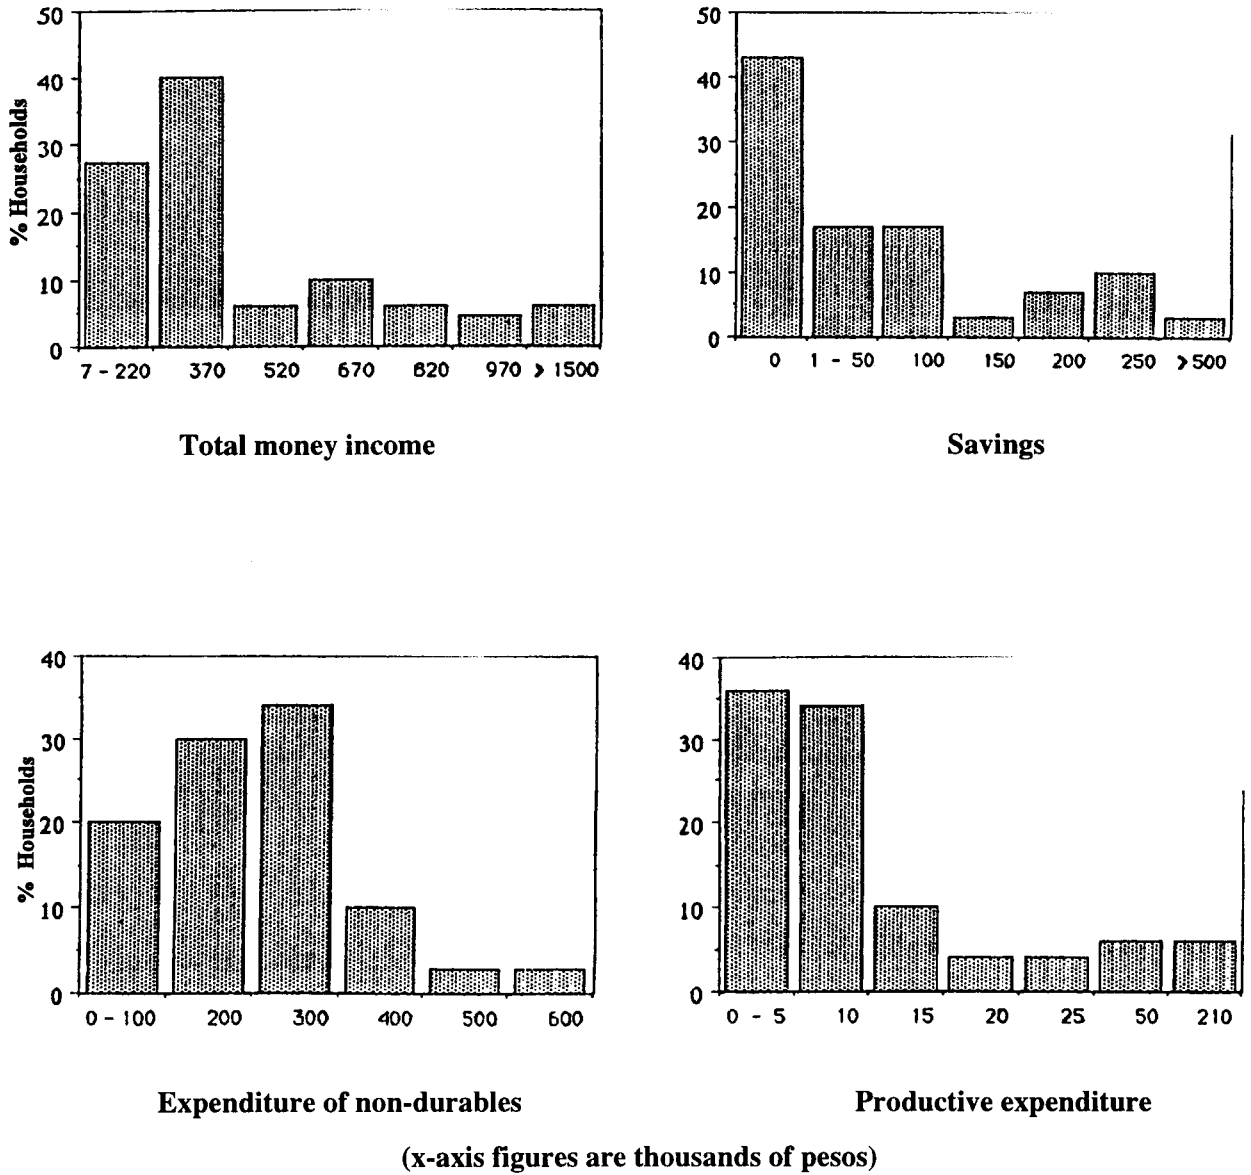 50
40
30
20
10
0
% Households
7 - 220 370 520 670 820 970 > 1500
Total money income
50
40
30
20
10
0
0 1 - 50 100 150 200 250 >500
Savings
40
30
20
10
0
% Households
0 - 100 200 300 400 500 600
Expenditure of non-durables
40
30
20
10
0
0 - 5 10 15 20 25 50 210
Productive expenditure
(x-axis figures are thousands of pesos)